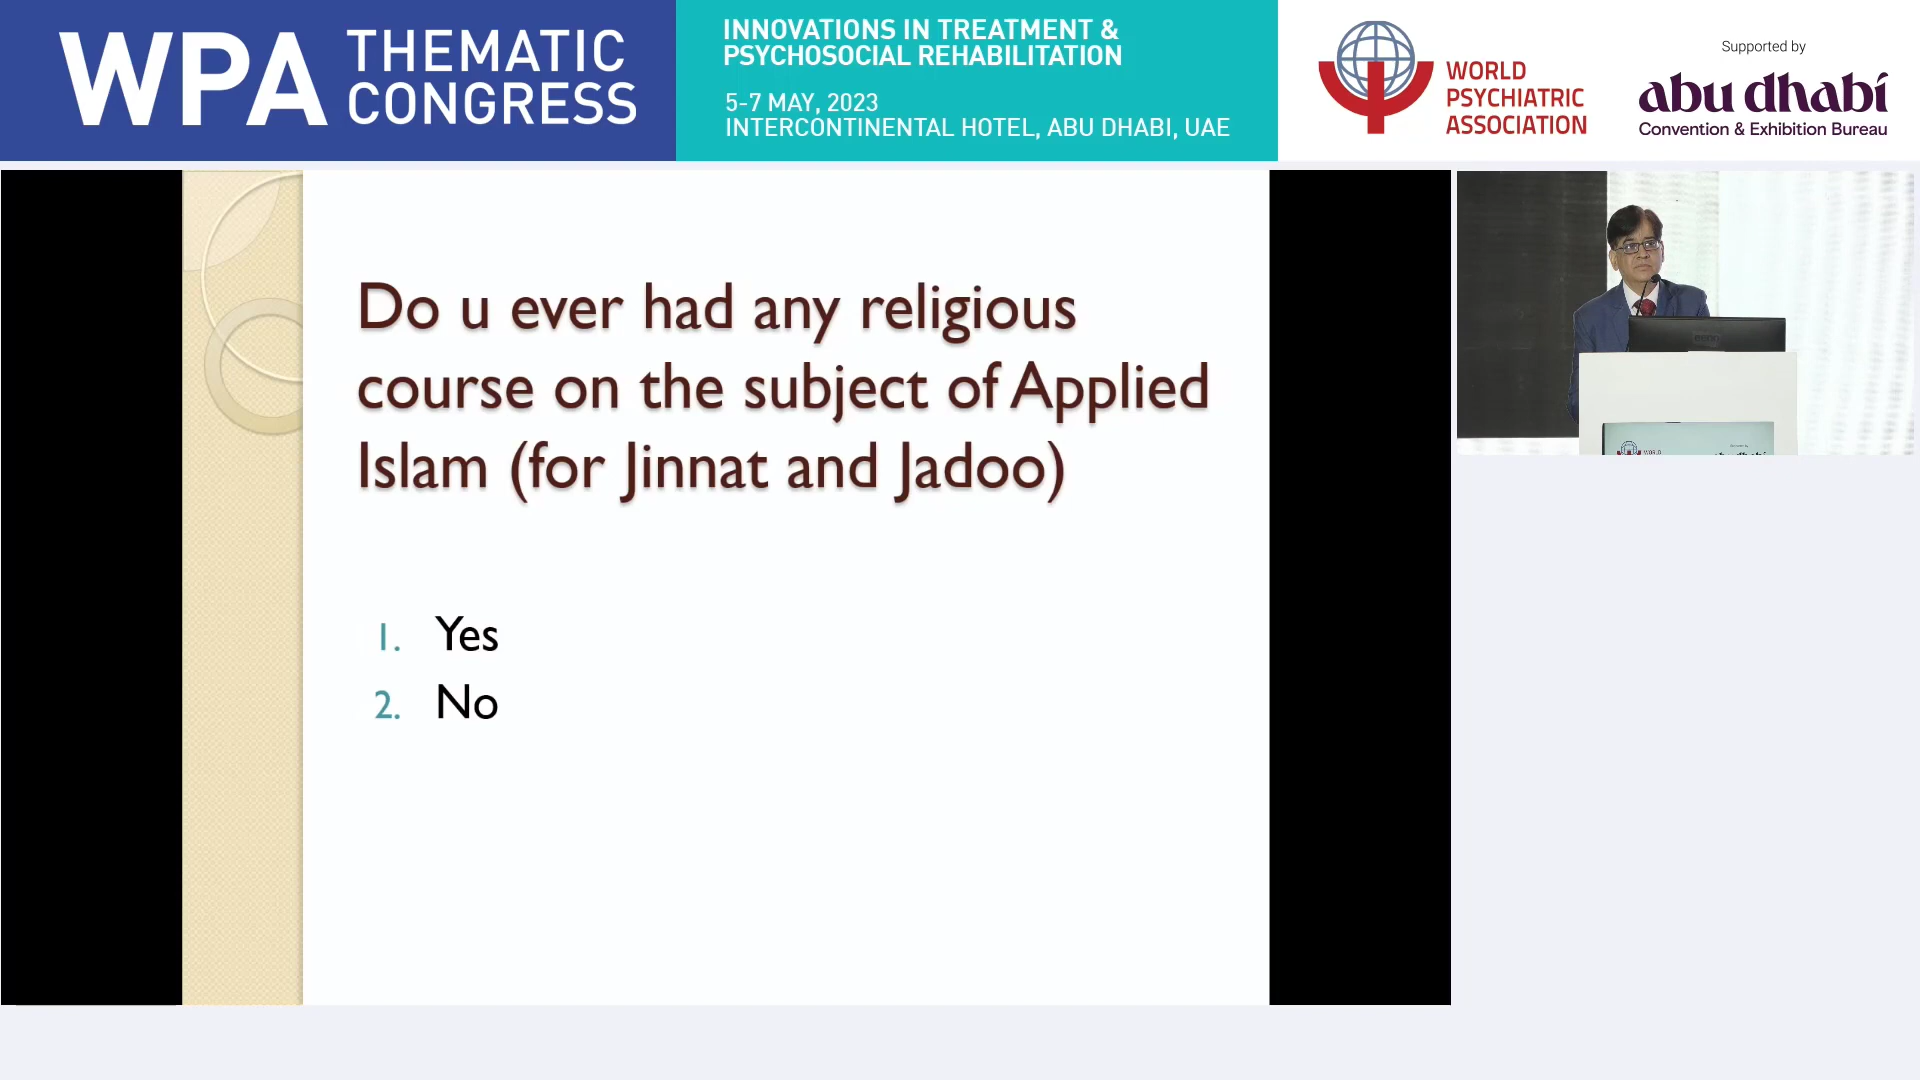 WPA THEMATIC
CONGRESS
INNOVATIONS IN TREATMENT &
PSYCHOSOCIAL REHABILITATION
5-7 MAY, 2023
INTERCONTINENTAL HOTEL, ABU DHABI, UAE
WORLD
PSYCHIATRIC
ASSOCIATION
Supported by
abu dhabi
Convention & Exhibition Bureau
Do u ever had any religious
course on the subject of Applied
Islam (for Jinnat and Jadoo)
1. Yes
2. No
WORLD